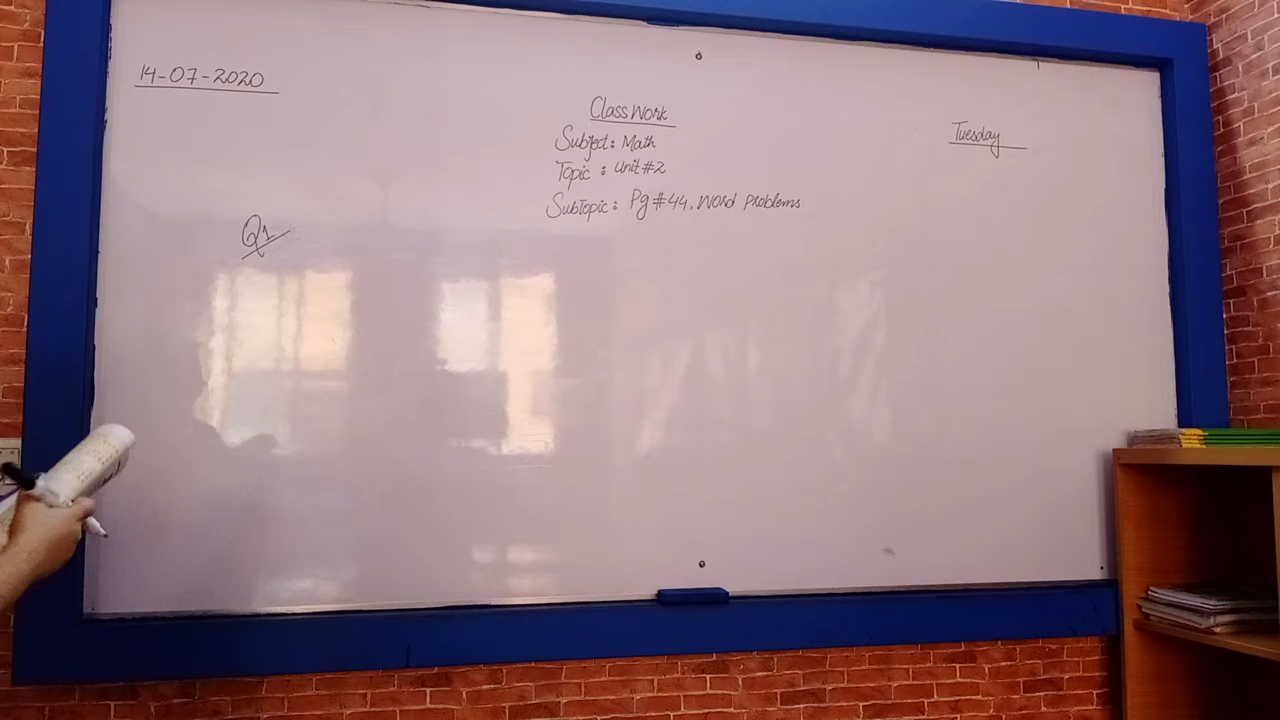 14-07-2020
Class Work
Tuesday
Subject: Math
Topic : Unit #2
SubTopic: Pg #44, Word Problems
Q1